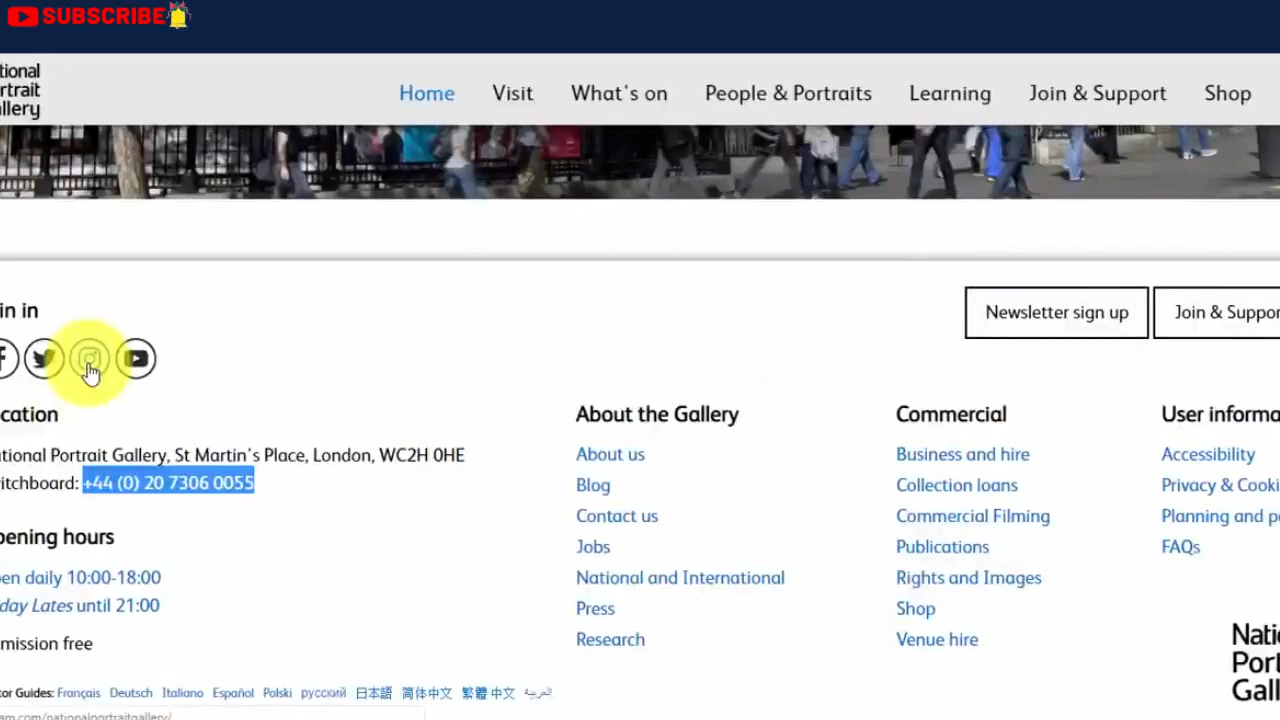 SUBSCRIBE
tional
rtrait
allery
Home Visit What's on People & Portraits Learning Join & Support Shop
in in
Newsletter sign up Join & Suppor
cation
tional Portrait Gallery, St Martin's Place, London, WC2H 0HE
itchboard: +44 (0) 20 7306 0055
pening hours
en daily 10:00-18:00
day Lates until 21:00
mission free
About the Gallery
About us
Blog
Contact us
Jobs
National and International
Press
Research
Commercial
Business and hire
Collection loans
Commercial Filming
Publications
Rights and Images
Shop
Venue hire
User informa
Accessibility
Privacy & Cooki
Planning and p
FAQs
Natio
Port
Gall
tor Guides: Français Deutsch Italiano Español Polski русский 日本語 简体中文 繁體中文 العربية
am.com/nationalportraitgallery/